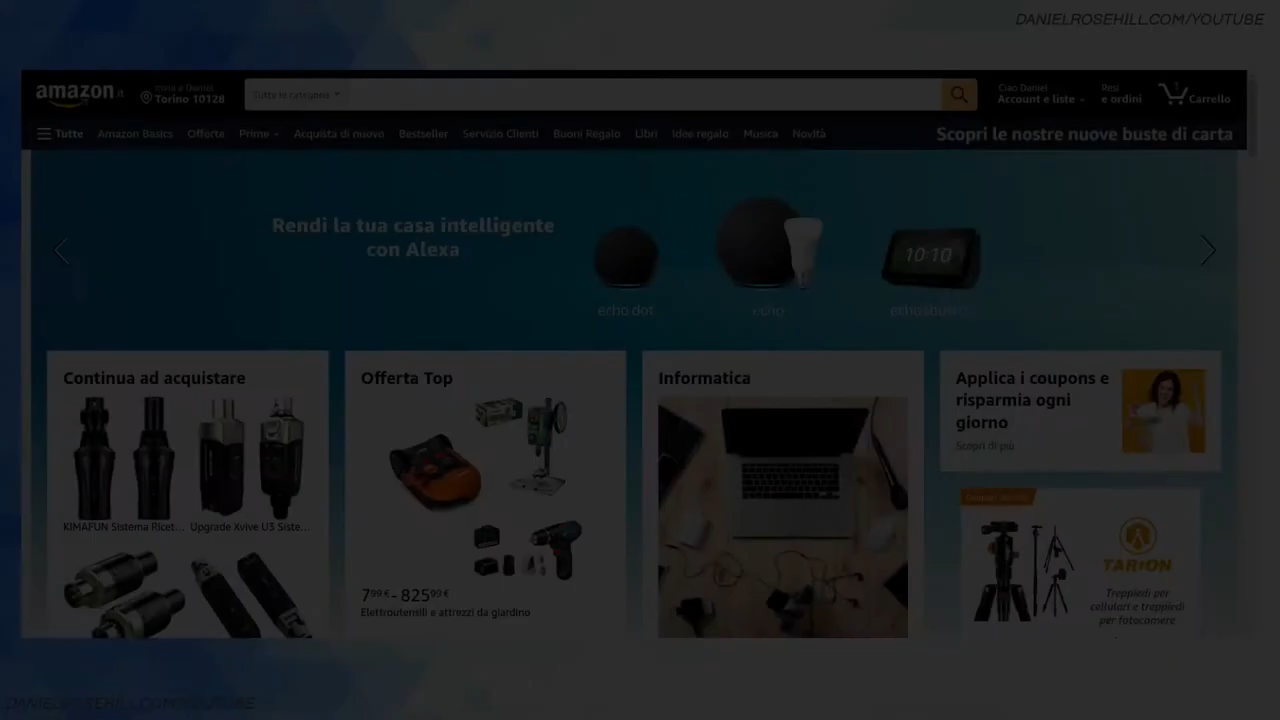 DANIELROSEHILL.COM/YOUTUBE
amazon.it
Invia a Daniel
Torino 10128
Tutte le categorie
Ciao Daniel
Account e liste
Resi
e ordini
Carrello
Tutte Amazon Basics Offerte Prime Acquista di nuovo Bestseller Servizio Clienti Buoni Regalo Libri Idee regalo Musica Novità Scopri le nostre nuove buste di carta
Rendi la tua casa intelligente
con Alexa
10:10
echo dot echo echo show 5
Continua ad acquistare
KIMAFUN Sistema Ricet... Upgrade Xvive U3 Siste...
Offerta Top
7,99 € - 825,99 €
Elettroutensili e attrezzi da giardino
Informatica
Applica i coupons e
risparmia ogni
giorno
Scopri di più
TARION
Treppiedi per
cellulari e treppiedi
per fotocamere
DANIELROSEHILL.COM/YOUTUBE